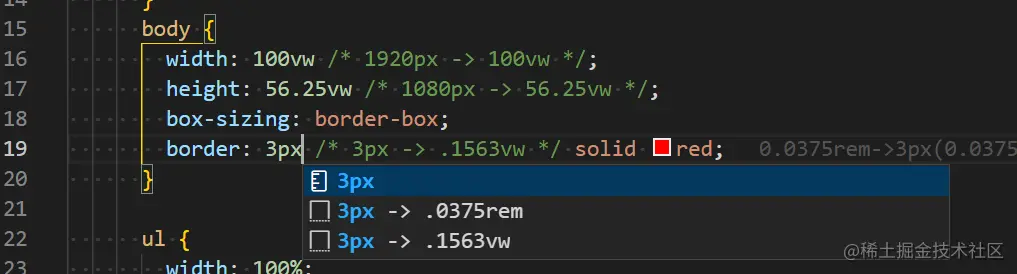 14 }
15 body {
16 width: 100vw /* 1920px -> 100vw */;
17 height: 56.25vw /* 1080px -> 56.25vw */;
18 box-sizing: border-box;
19 border: 3px /* 3px -> .1563vw */ solid red; 0.0375rem->3px(0.0375
20 }
3px
3px -> .0375rem
3px -> .1563vw
21
22 ul {
23 width: 100%;
@稀土掘金技术社区